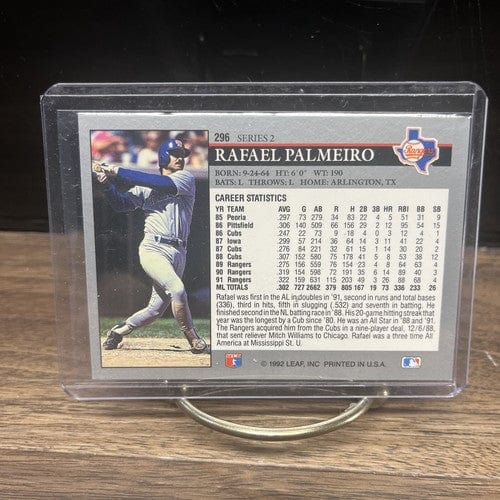 296 SERIES 2
RAFAEL PALMEIRO
Rangers
BORN: 9-24-64 HT: 6'0" WT: 190
BATS: L THROWS: L HOME: ARLINGTON, TX
CAREER STATISTICS
YR TEAM AVG G AB R H 2B 3B HR RBI BB SB
85 Peoria .297 73 279 34 83 22 4 5 51 31 9
86 Pittsfield .306 140 509 66 156 29 2 12 95 54 15
86 Cubs .247 22 73 9 18 4 0 3 12 4 1
87 Iowa .299 57 214 36 64 14 3 11 41 22 4
87 Cubs .276 84 221 32 61 15 1 14 30 20 2
88 Cubs .307 152 580 75 178 41 5 8 53 38 12
89 Rangers .275 156 559 76 154 23 4 8 64 63 4
90 Rangers .319 154 598 72 191 35 6 14 89 40 3
91 Rangers .322 159 631 115 203 49 3 26 88 68 4
ML TOTALS .302 727 2662 379 805 167 19 73 336 233 26
Rafael was first in the AL in doubles in '91, second in runs and total bases
(336), third in hits, fifth in slugging (.532) and seventh in batting. He
finished second in the NL batting race in '88. His 20-game hitting streak that
year was the longest by a Cub since '80. He was an All Star in '88 and '91.
The Rangers acquired him from the Cubs in a nine-player deal, 12/6/88,
that sent reliever Mitch Williams to Chicago. Rafael was a three time All
America at Mississippi St. U.
© 1992 LEAF, INC PRINTED IN U.S.A.